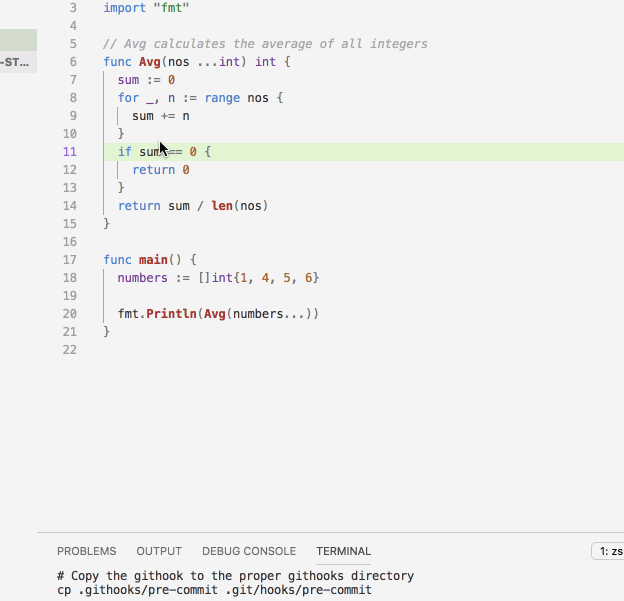 3 import "fmt"
4
5 // Avg calculates the average of all integers
-ST...
6 func Avg(nos ...int) int {
7 sum := 0
8 for _, n := range nos {
9 sum += n
10 }
11 if sum == 0 {
12 return 0
13 }
14 return sum / len(nos)
15 }
16
17 func main() {
18 numbers := []int{1, 4, 5, 6}
19
20 fmt.Println(Avg(numbers...))
21 }
22
PROBLEMS OUTPUT DEBUG CONSOLE TERMINAL 1: zs
# Copy the githook to the proper githooks directory
cp .githooks/pre-commit .git/hooks/pre-commit